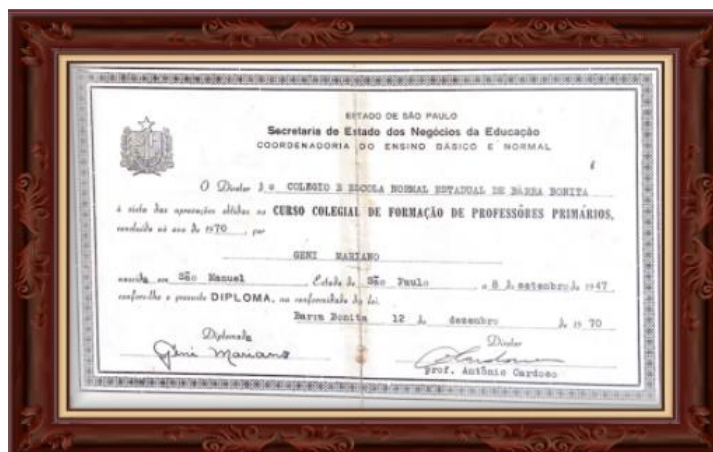 ESTADO DE SÃO PAULO
Secretaria de Estado dos Negócios da Educação
COORDENADORIA DO ENSINO BÁSICO E NORMAL
O Diretor do COLÉGIO E ESCOLA NORMAL ESTADUAL DE BARRA BONITA
à vista das aprovações obtidas no CURSO COLEGIAL DE FORMAÇÃO DE PROFESSÔRES PRIMÁRIOS,
concluído no ano de 1970, por
GENI MARIANO
nascida em São Manuel, Estado de São Paulo, a 8 de setembro de 1947
confere-lhe o presente DIPLOMA, na conformidade da lei.
Barra Bonita 12 de dezembro de 1970
Diplomada Diretor
Geni Mariano
prof. Antônio Cardoso